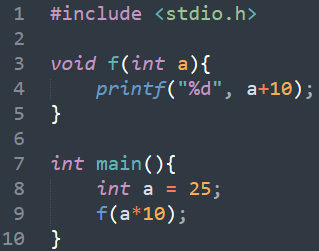 1 #include <stdio.h>
2
3 void f(int a){
4     printf("%d", a+10);
5 }
6
7 int main(){
8     int a = 25;
9     f(a*10);
10 }